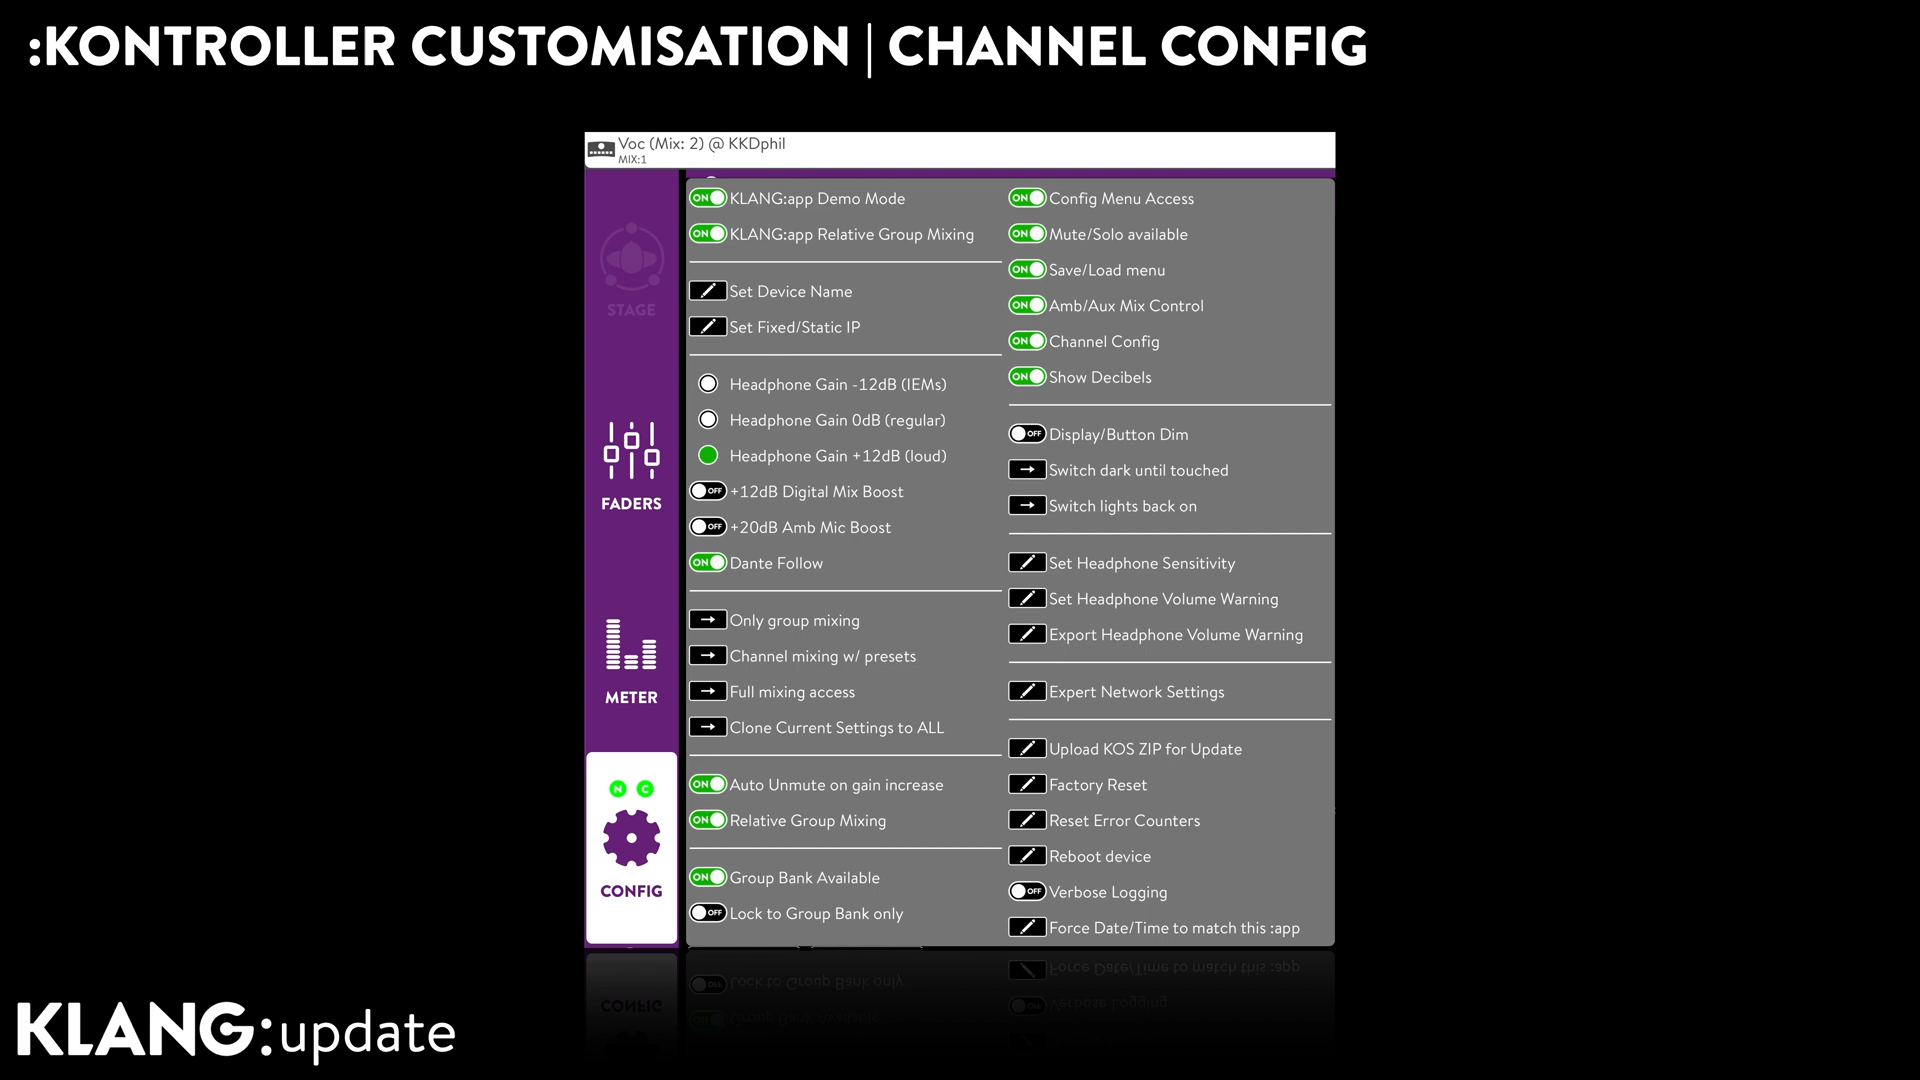 :KONTROLLER CUSTOMISATION | CHANNEL CONFIG
Voc (Mix: 2) @ KKDphil
MIX:1
STAGE
FADERS
METER
N C
CONFIG
ON KLANG:app Demo Mode
ON KLANG:app Relative Group Mixing
Set Device Name
Set Fixed/Static IP
Headphone Gain -12dB (IEMs)
Headphone Gain 0dB (regular)
Headphone Gain +12dB (loud)
OFF +12dB Digital Mix Boost
OFF +20dB Amb Mic Boost
ON Dante Follow
→ Only group mixing
→ Channel mixing w/ presets
→ Full mixing access
→ Clone Current Settings to ALL
ON Auto Unmute on gain increase
ON Relative Group Mixing
ON Group Bank Available
OFF Lock to Group Bank only
ON Config Menu Access
ON Mute/Solo available
ON Save/Load menu
ON Amb/Aux Mix Control
ON Channel Config
ON Show Decibels
OFF Display/Button Dim
→ Switch dark until touched
→ Switch lights back on
Set Headphone Sensitivity
Set Headphone Volume Warning
Export Headphone Volume Warning
Expert Network Settings
Upload KOS ZIP for Update
Factory Reset
Reset Error Counters
Reboot device
OFF Verbose Logging
Force Date/Time to match this :app
KLANG:update